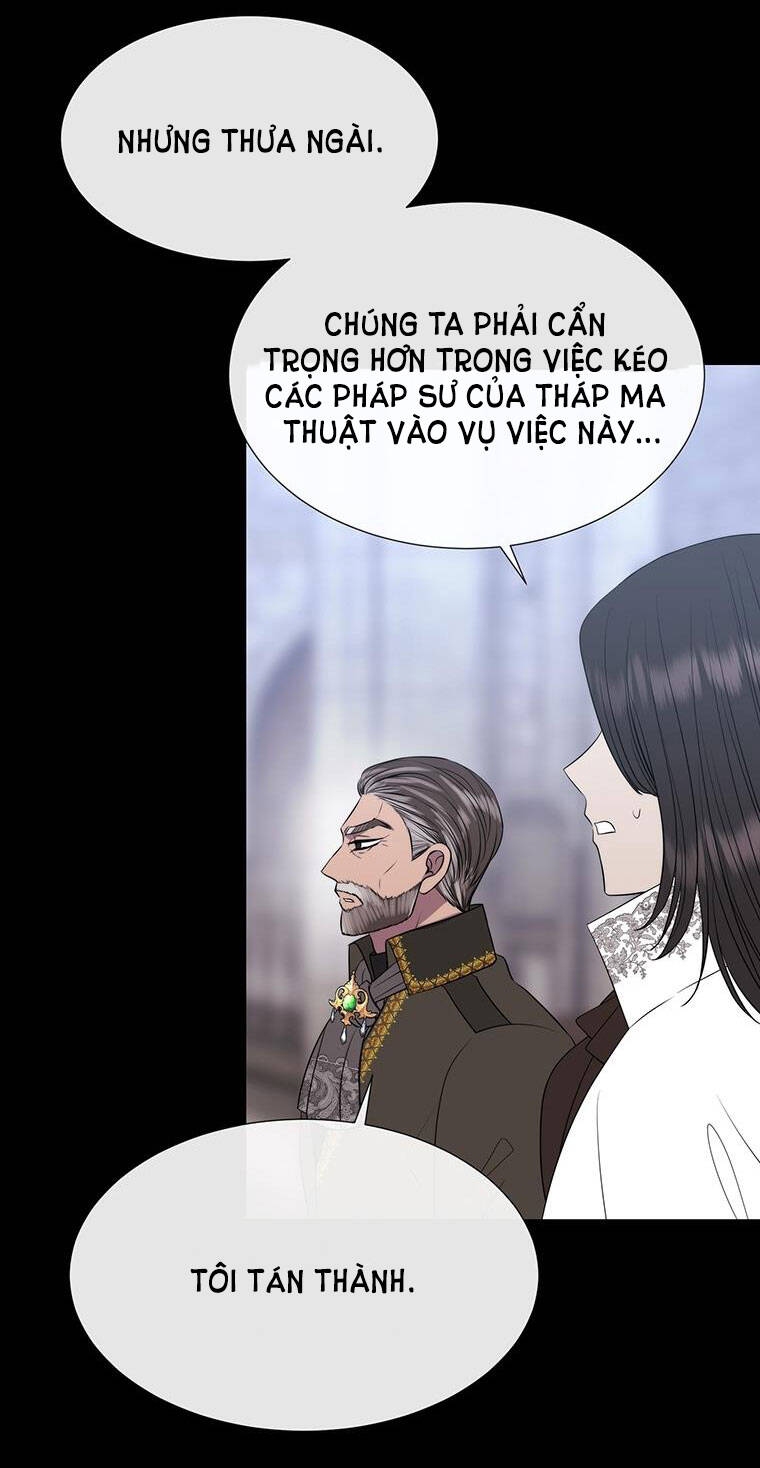 NHƯNG THƯA NGÀI.
CHÚNG TA PHẢI CẨN
TRỌNG HƠN TRONG VIỆC KÉO
CÁC PHÁP SƯ CỦA THÁP MA
THUẬT VÀO VỤ VIỆC NÀY...
TÔI TÁN THÀNH.